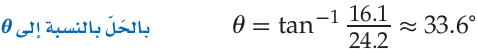 بالحَلّ بالنسبة إلى θ θ = tan⁻¹ 16.1/24.2 ≈ 33.6°